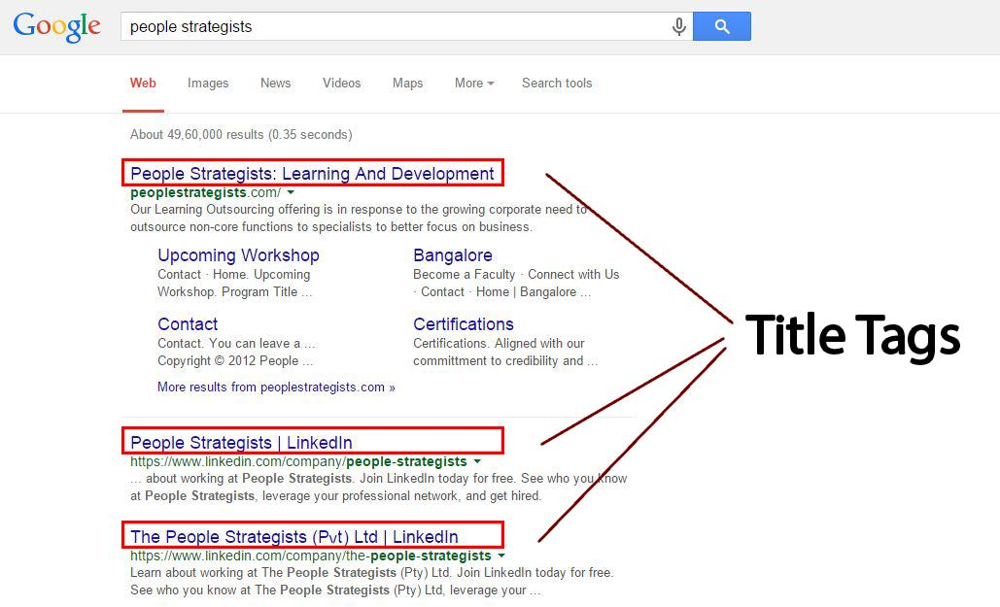 Google
people strategists
Web Images News Videos Maps More Search tools
About 49,60,000 results (0.35 seconds)
People Strategists: Learning And Development
peoplestrategists.com/
Our Learning Outsourcing offering is in response to the growing corporate need to
outsource non-core functions to specialists to better focus on business.
Upcoming Workshop
Contact · Home. Upcoming
Workshop. Program Title ...
Bangalore
Become a Faculty · Connect with Us
· Contact · Home | Bangalore ...
Contact
Contact. You can leave a ...
Copyright © 2012 People ...
Certifications
Certifications. Aligned with our
committment to credibility and ...
More results from peoplestrategists.com »
People Strategists | LinkedIn
https://www.linkedin.com/company/people-strategists
... about working at People Strategists. Join LinkedIn today for free. See who you know
at People Strategists, leverage your professional network, and get hired.
The People Strategists (Pvt) Ltd | LinkedIn
https://www.linkedin.com/company/the-people-strategists
Learn about working at The People Strategists (Pty) Ltd. Join LinkedIn today for free.
See who you know at The People Strategists (Pty) Ltd, leverage your ...
Title Tags